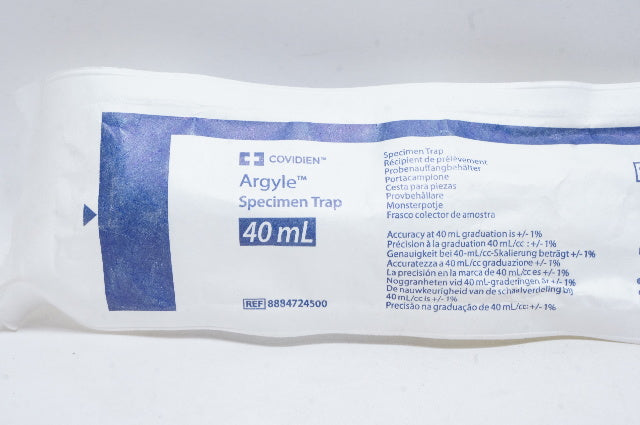 COVIDIEN™
Argyle™
Specimen Trap
40 mL
REF 8884724500
Specimen Trap
Récipient de prélèvement
Probenauffangbehälter
Portacampione
Cesta para piezas
Provbehållare
Monsterpotje
Frasco colector de amostra
Accuracy at 40 mL graduation is +/- 1%
Précision à la graduation 40 mL/cc : +/- 1%
Genauigkeit bei 40-mL/cc-Skalierung beträgt +/- 1%
Accuratezza a 40 mL/cc graduazione +/- 1%
La precisión en la marca de 40 mL/cc es +/- 1%
Noggranheten vid 40 mL-graderingen är +/- 1%
De nauwkeurigheid van de schaalverdeling bij
40 mL/cc is +/- 1%
Precisão na graduação de 40 mL/cc: +/- 1%